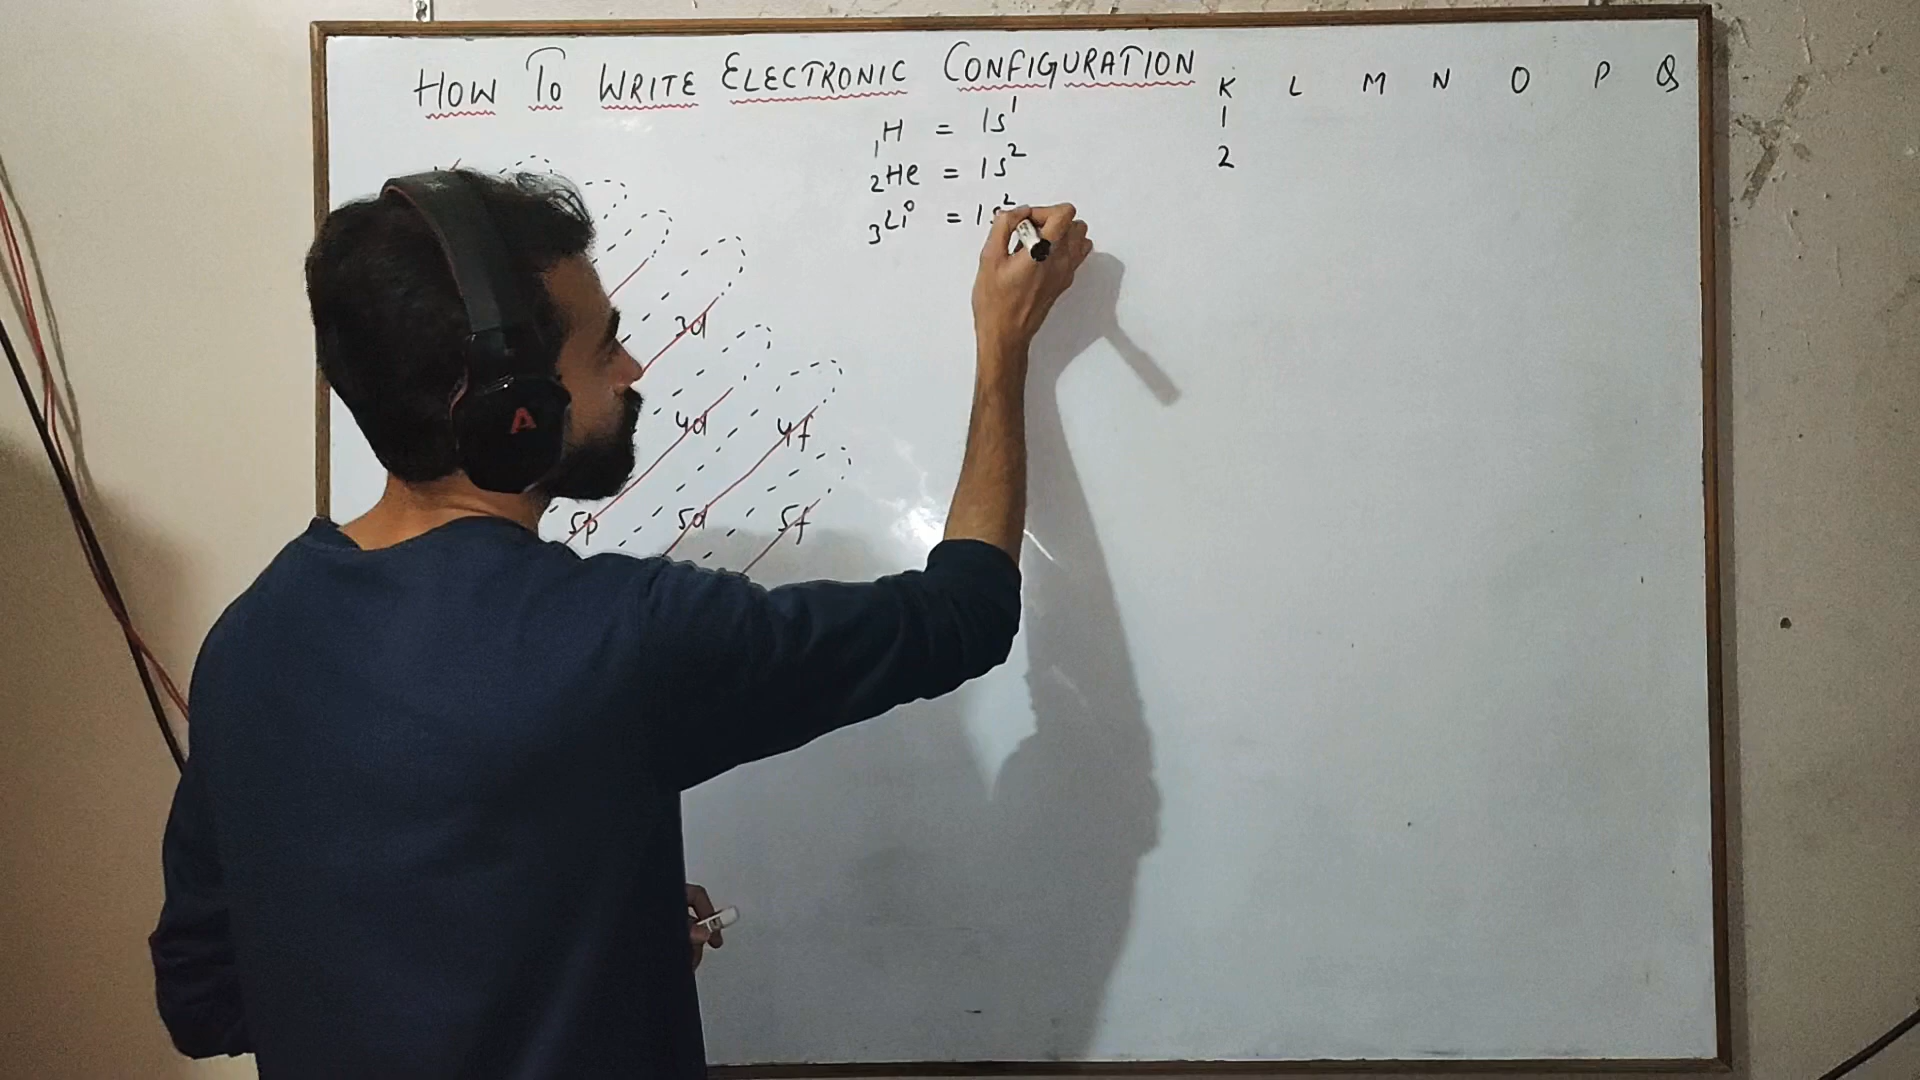 HOW TO WRITE ELECTRONIC CONFIGURATION
K L M N O P Q
₁H = 1s¹ 1
₂He = 1s² 2
₃Li = 1s²
3d
4d 4f
5p 5d 5f
A